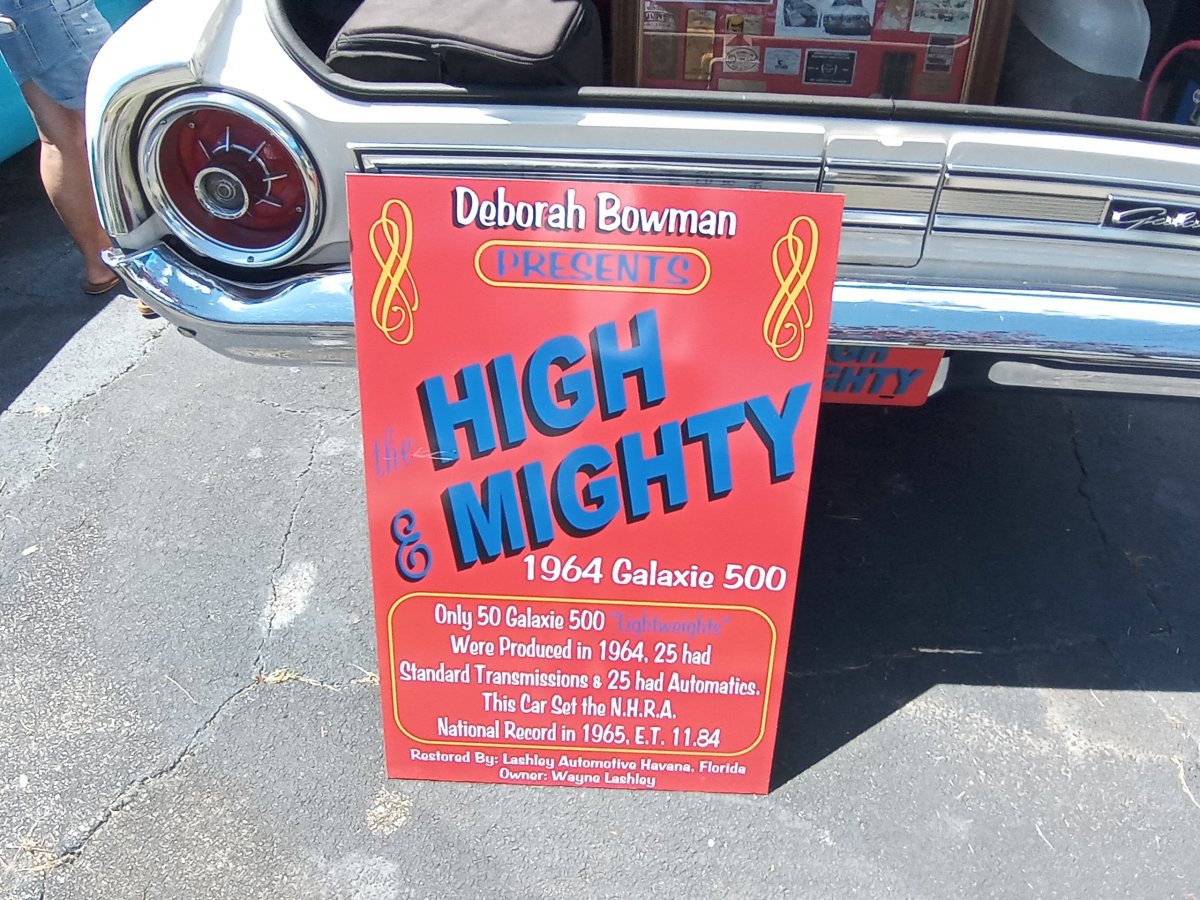 Deborah Bowman
PRESENTS
the HIGH
& MIGHTY
1964 Galaxie 500
Only 50 Galaxie 500 "Lightweights"
Were Produced in 1964, 25 had
Standard Transmissions & 25 had Automatics.
This Car Set the N.H.R.A.
National Record in 1965, E.T. 11.84
Restored By: Lashley Automotive Havana, Florida
Owner: Wayne Lashley
GHTY